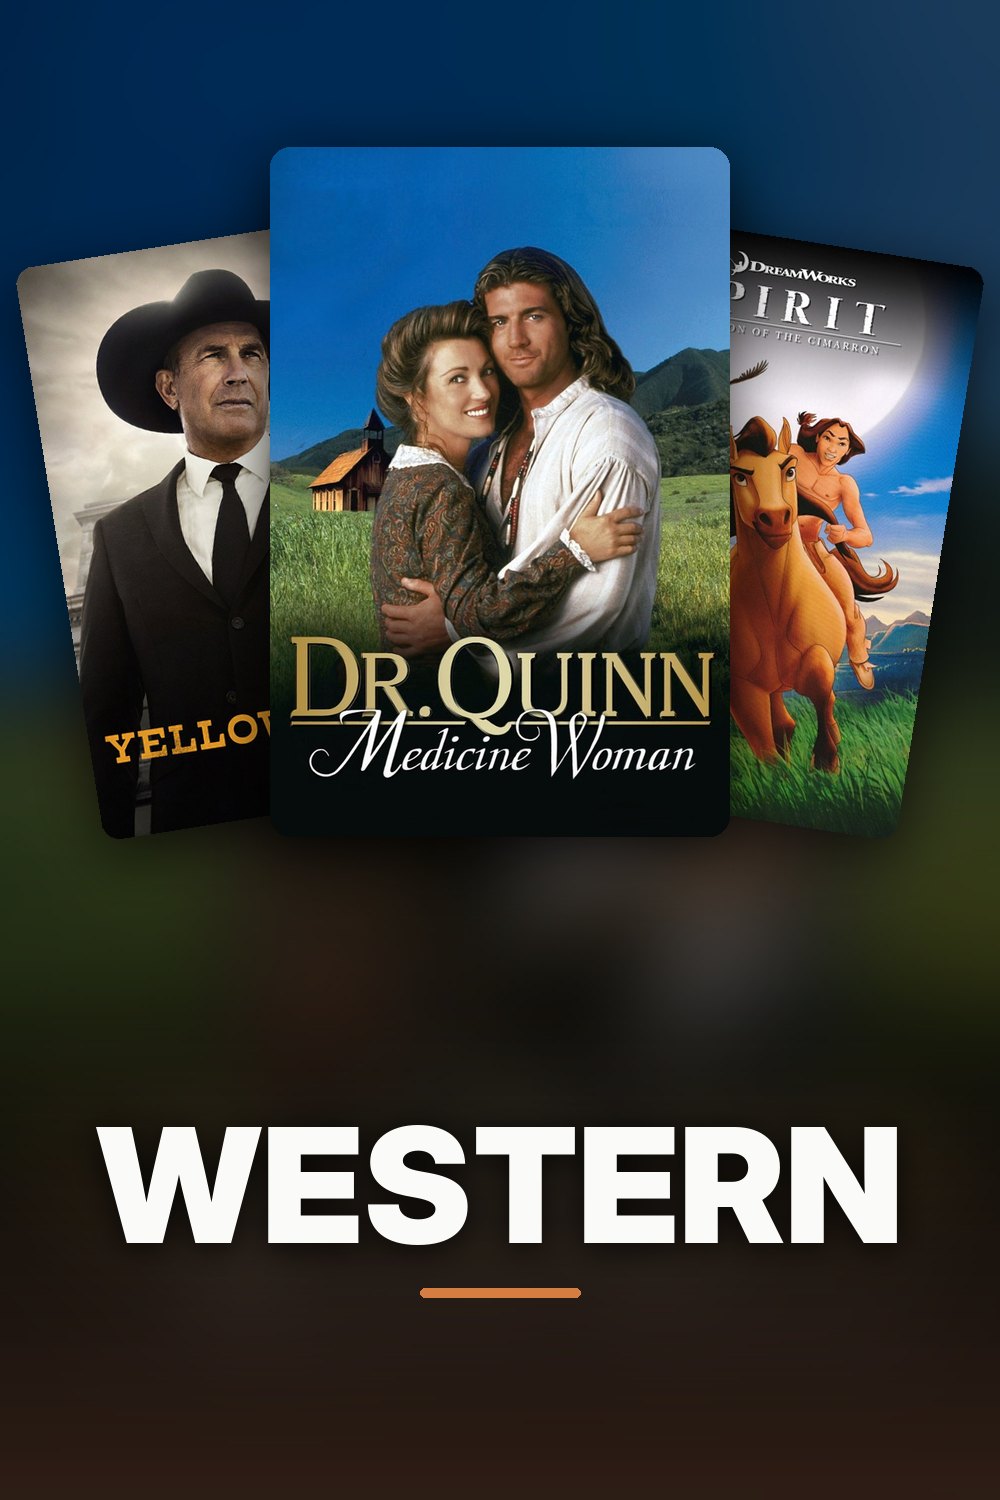 YELLOW
DR. QUINN
Medicine Woman
DREAMWORKS
PIRIT
ON OF THE CIMARRON
WESTERN